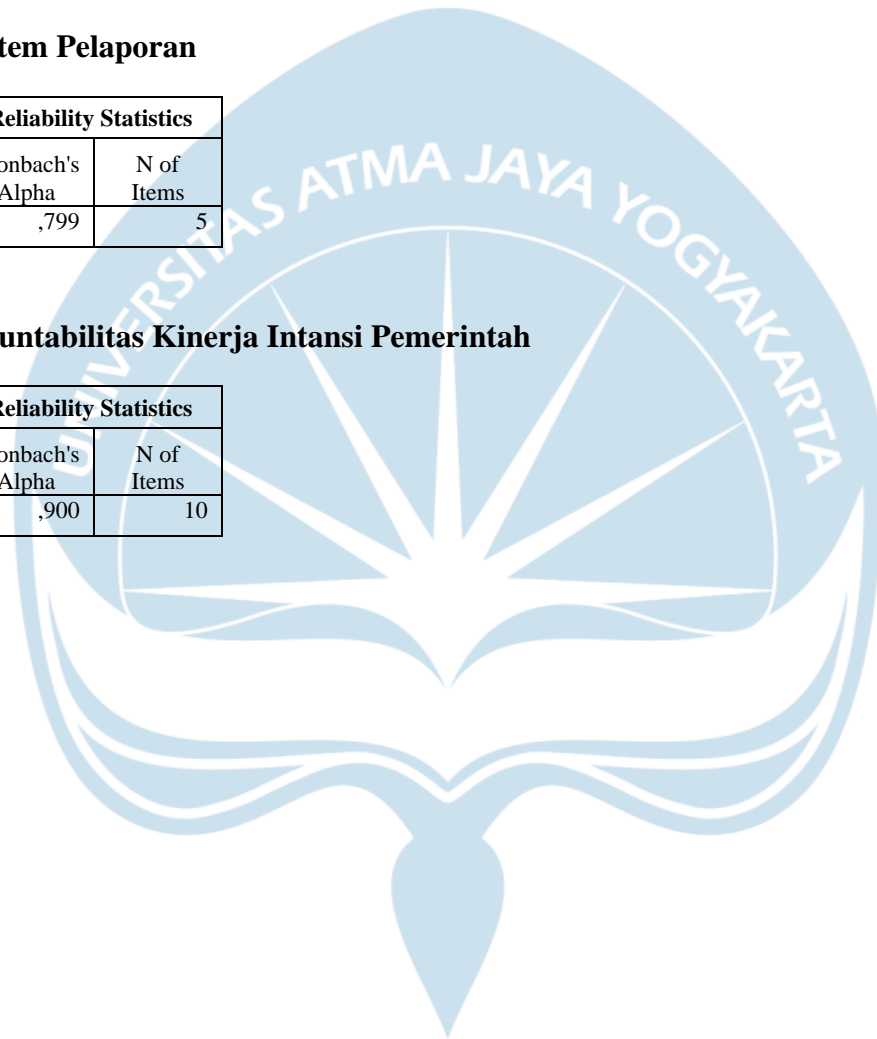 tem Pelaporan
Reliability Statistics
onbach's Alpha N of Items
,799 5
untabilitas Kinerja Intansi Pemerintah
Reliability Statistics
onbach's Alpha N of Items
,900 10
UNIVERSITAS ATMA JAYA YOGYAKARTA